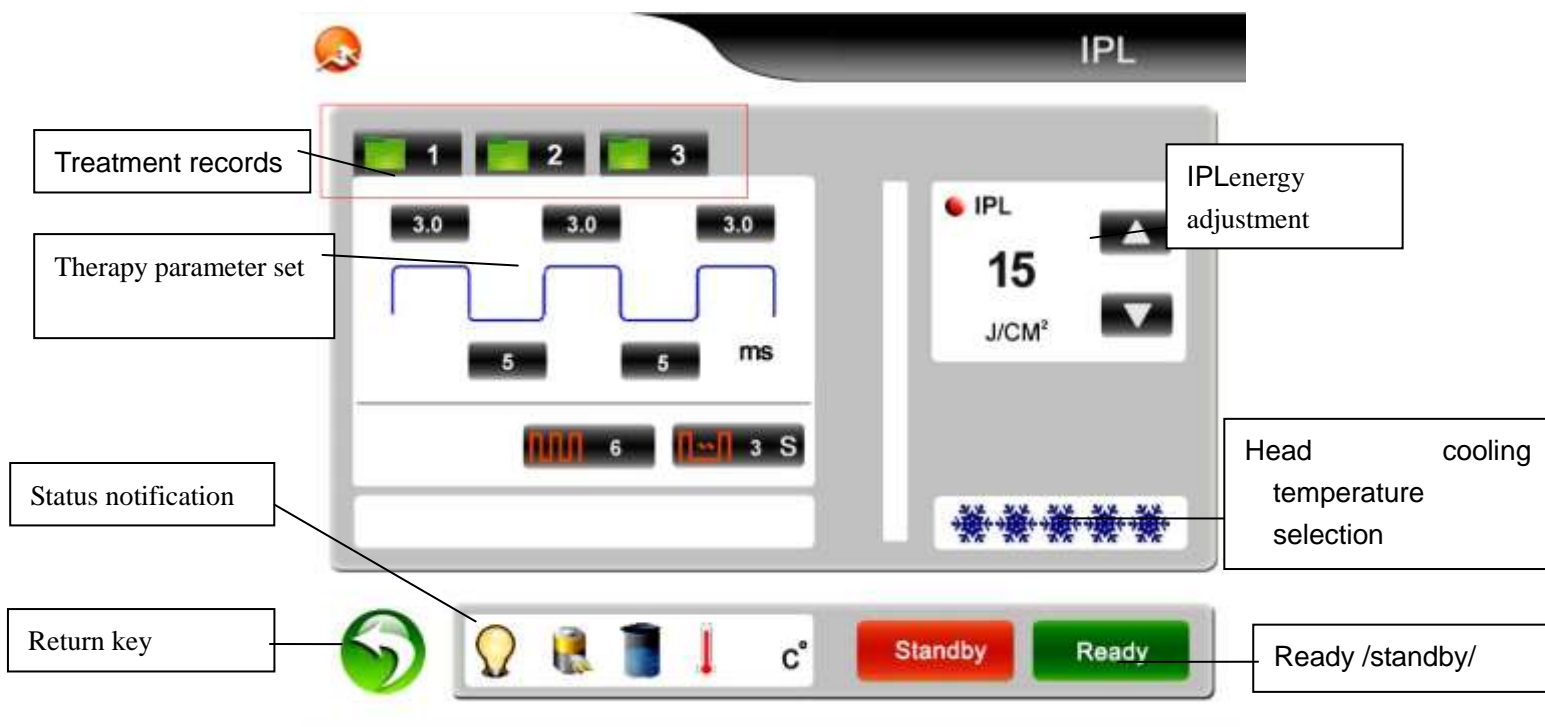 IPL
Treatment records
1 2 3
IPLenergy
adjustment
3.0 3.0 3.0
IPL
15
J/CM²
Therapy parameter set
5 5 ms
6 3 S
Head cooling
temperature
selection
Status notification
Return key
C°
Standby Ready
Ready /standby/